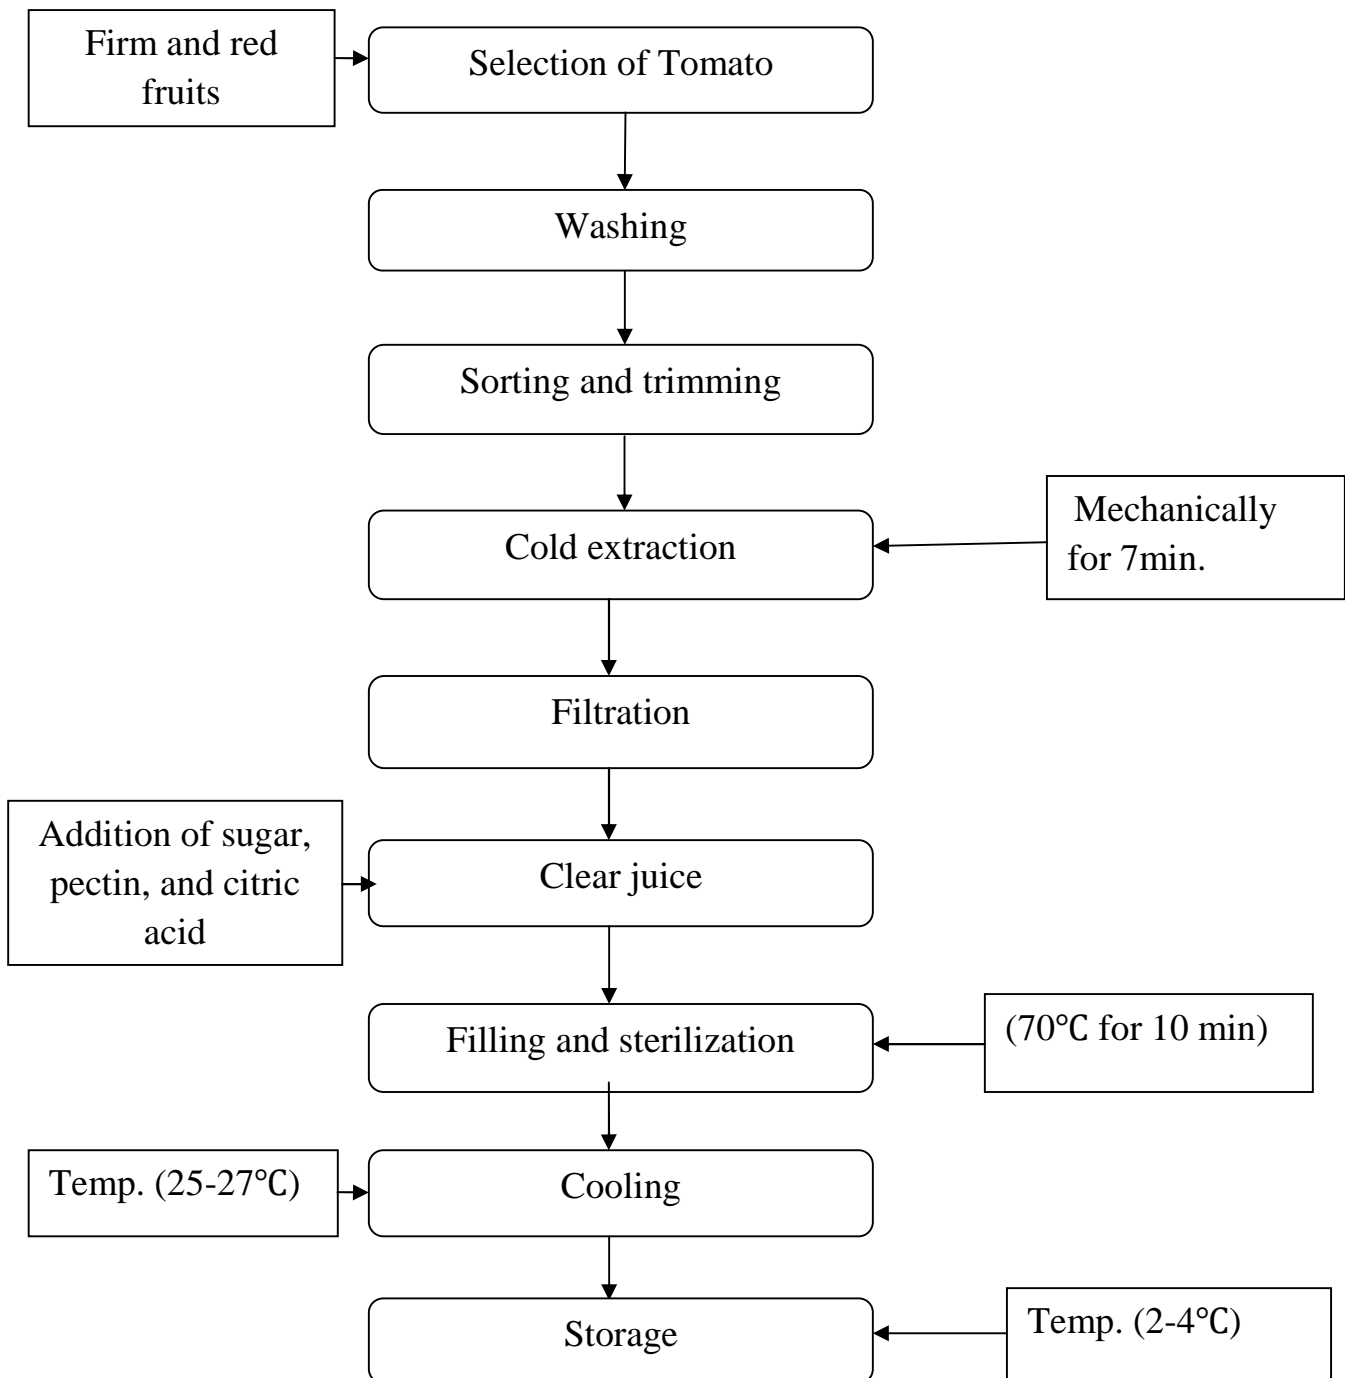 Firm and red
fruits
Selection of Tomato
Washing
Sorting and trimming
Cold extraction
Mechanically
for 7min.
Filtration
Addition of sugar,
pectin, and citric
acid
Clear juice
Filling and sterilization
(70℃ for 10 min)
Temp. (25-27℃)
Cooling
Storage
Temp. (2-4℃)